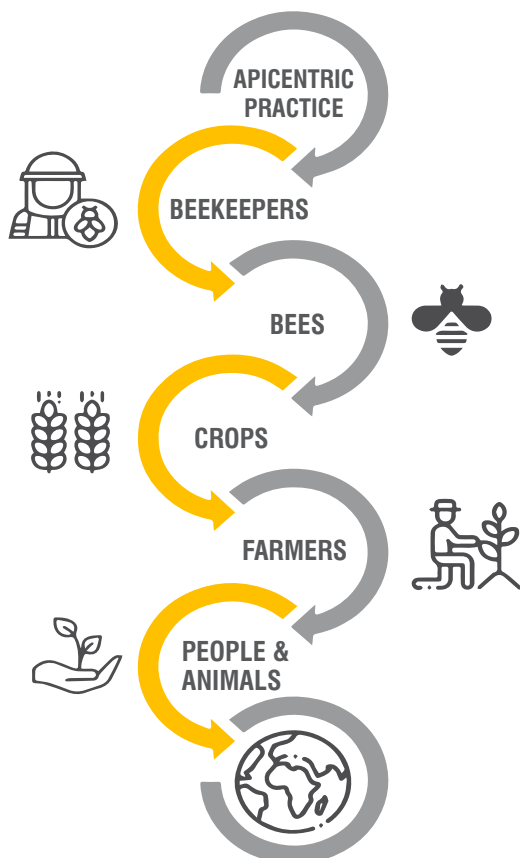 APICENTRIC
PRACTICE
BEEKEEPERS
BEES
CROPS
FARMERS
PEOPLE &
ANIMALS